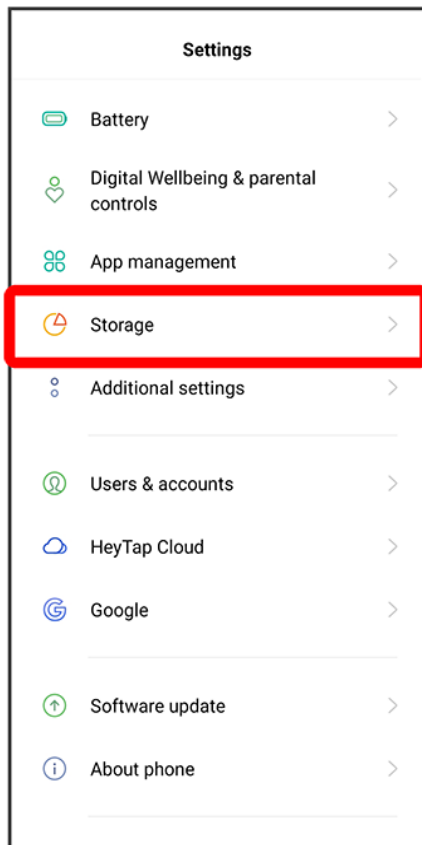 Settings
Battery
Digital Wellbeing & parental
controls
App management
Storage
Additional settings
Users & accounts
HeyTap Cloud
Google
Software update
About phone